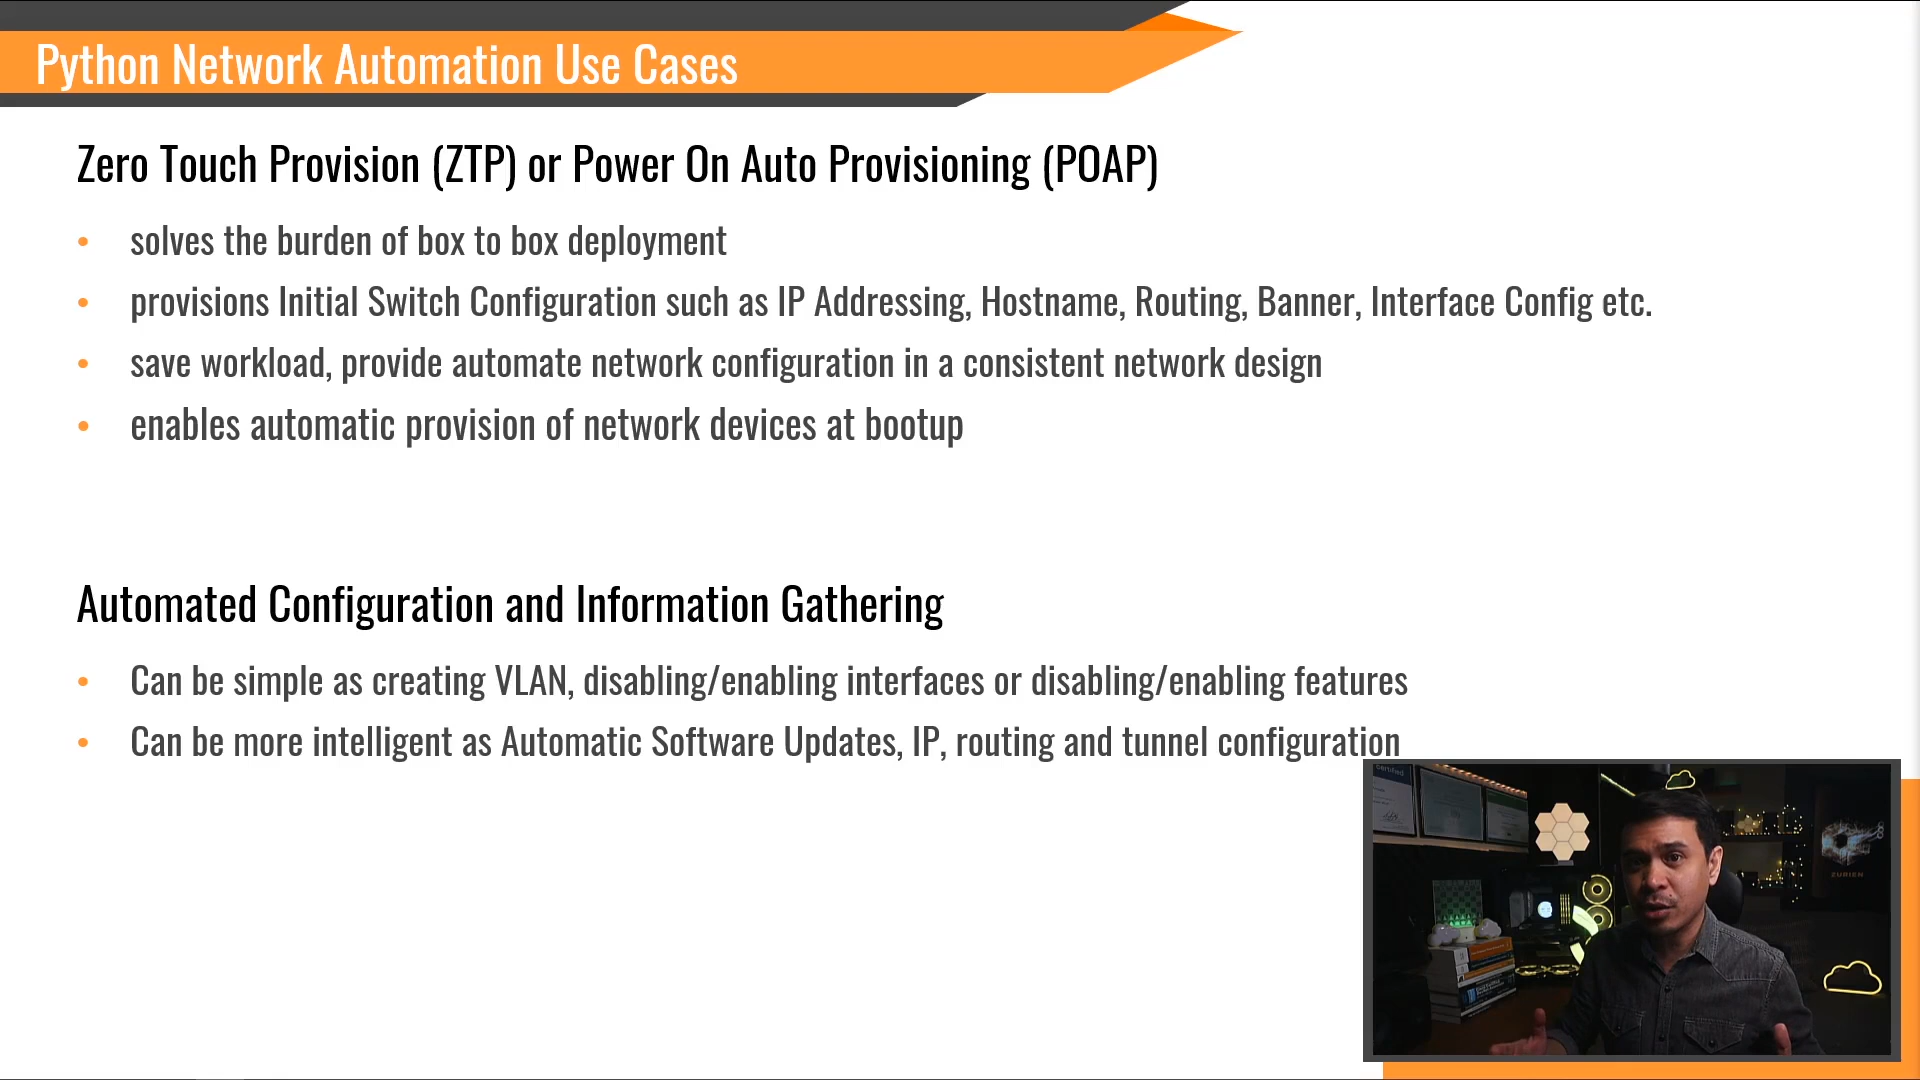 Python Network Automation Use Cases
Zero Touch Provision (ZTP) or Power On Auto Provisioning (POAP)
• solves the burden of box to box deployment
• provisions Initial Switch Configuration such as IP Addressing, Hostname, Routing, Banner, Interface Config etc.
• save workload, provide automate network configuration in a consistent network design
• enables automatic provision of network devices at bootup
Automated Configuration and Information Gathering
• Can be simple as creating VLAN, disabling/enabling interfaces or disabling/enabling features
• Can be more intelligent as Automatic Software Updates, IP, routing and tunnel configuration
Certified
ZURIEN